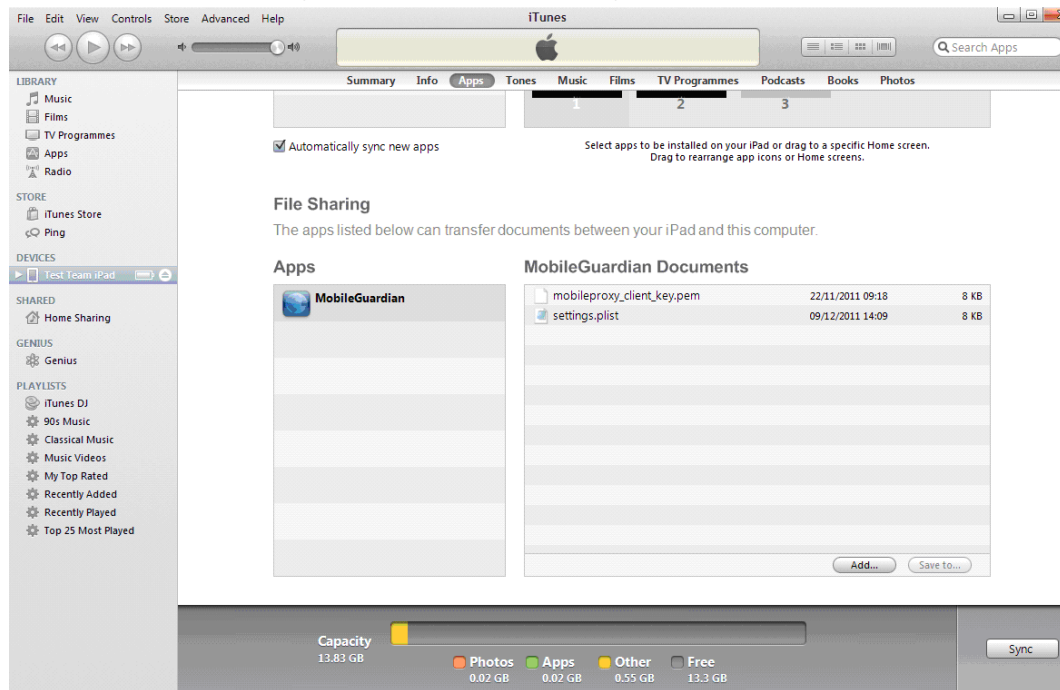 File Edit View Controls Store Advanced Help
iTunes
Search Apps
LIBRARY
Music
Films
TV Programmes
Apps
Radio
STORE
iTunes Store
Ping
DEVICES
Test Team iPad
SHARED
Home Sharing
GENIUS
Genius
PLAYLISTS
iTunes DJ
90s Music
Classical Music
Music Videos
My Top Rated
Recently Added
Recently Played
Top 25 Most Played
Summary Info Apps Tones Music Films TV Programmes Podcasts Books Photos
1 2 3
Automatically sync new apps
Select apps to be installed on your iPad or drag to a specific Home screen.
Drag to rearrange app icons or Home screens.
File Sharing
The apps listed below can transfer documents between your iPad and this computer.
Apps
MobileGuardian
MobileGuardian Documents
mobileproxy_client_key.pem 22/11/2011 09:18 8 KB
settings.plist 09/12/2011 14:09 8 KB
Add... Save to...
Capacity
13.83 GB
Photos Apps Other Free
0.02 GB 0.02 GB 0.55 GB 13.3 GB
Sync